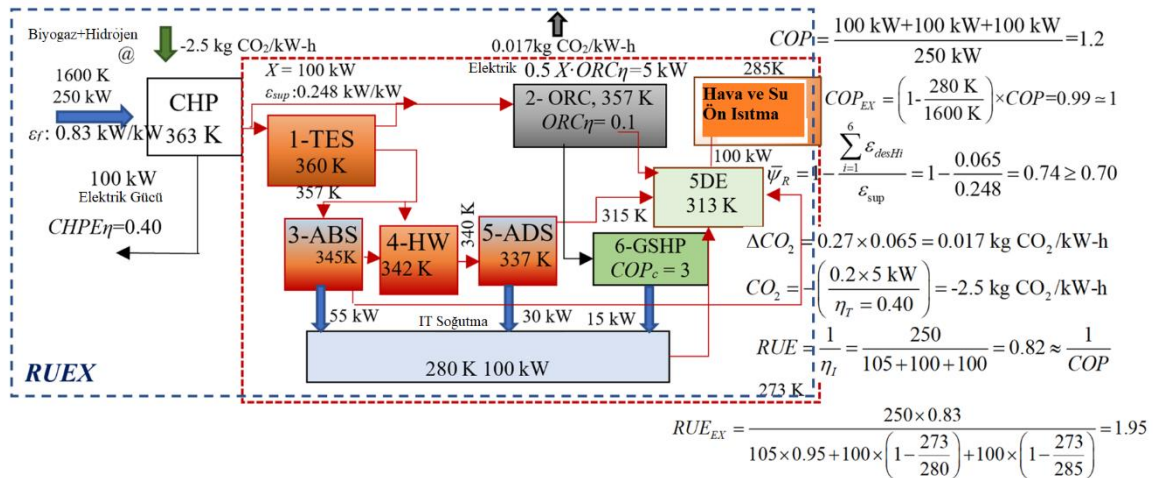 Biyogaz+Hidrójen
@
-2.5 kg CO₂/kW-h
0.017kg CO₂/kW-h
1600 K
250 kW
εf: 0.83 kW/kW
CHP
363 K
X = 100 kW
εsup:0.248 kW/kW
Elektrik 0.5 X·ORCη=5 kW
285K
1-TES
360 K
2- ORC, 357 K
ORCη= 0.1
Hava ve Su
Ön Isıtma
100 kW
Elektrik Gücü
CHPEη=0.40
357 K
3-ABS
345K
4-HW
342 K
340 K
5-ADS
337 K
315 K
100 kW
5DE
313 K
6-GSHP
COPc = 3
55 kW
IT Soğutma
30 kW
15 kW
280 K 100 kW
RUEX
273 K
COP = (100 kW+100 kW+100 kW)/(250 kW) =1.2
COP_EX = (1- 280 K/1600 K)×COP=0.99 ≃ 1
ψ̄_R = 1 - (∑_{i=1}^{6} ε_desHi)/ε_sup = 1 - 0.065/0.248 = 0.74 ≥ 0.70
ΔCO₂ = 0.27×0.065 = 0.017 kg CO₂/kW-h
CO₂ = -((0.2×5 kW)/(η_T = 0.40)) = -2.5 kg CO₂/kW-h
RUE = 1/η_I = 250/(105+100+100) = 0.82 ≈ 1/COP
RUE_EX = (250×0.83)/(105×0.95+100×(1- 273/280)+100×(1- 273/285)) = 1.95